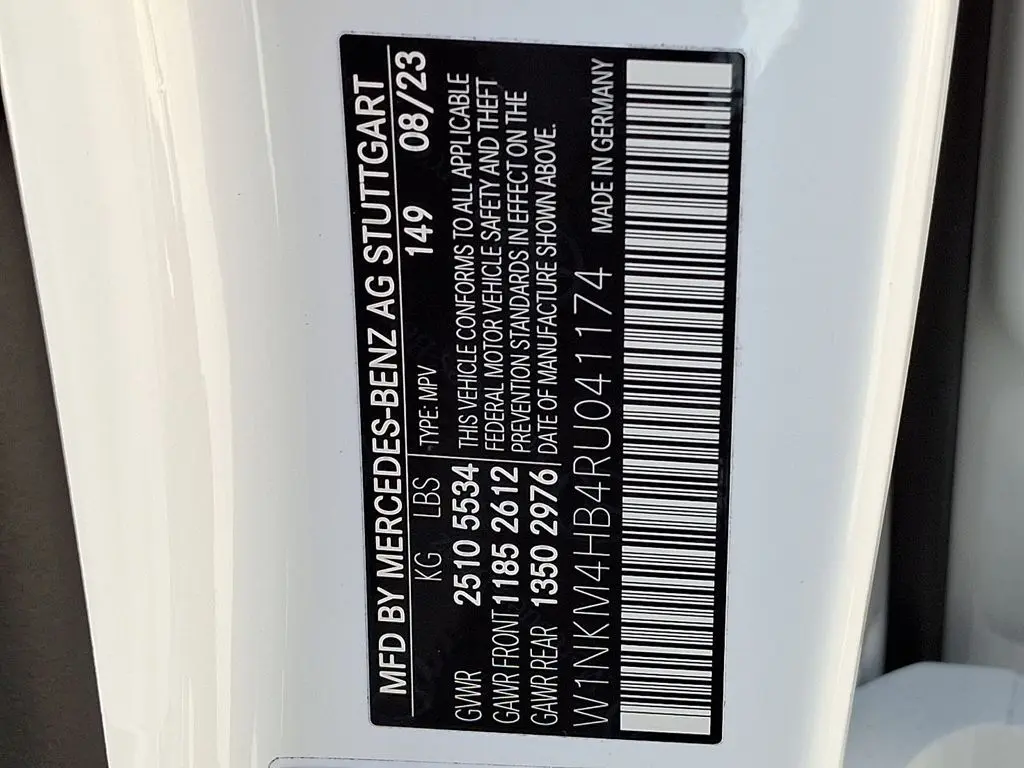 MFD BY MERCEDES-BENZ AG STUTTGART
KG LBS 149 08/23
TYPE: MPV
GWR 2510 5534
GAWR FRONT 1185 2612
GAWR REAR 1350 2976
THIS VEHICLE CONFORMS TO ALL APPLICABLE
FEDERAL MOTOR VEHICLE SAFETY AND THEFT
PREVENTION STANDARDS IN EFFECT ON THE
DATE OF MANUFACTURE SHOWN ABOVE.
W1NKM4HB4RU041174 MADE IN GERMANY